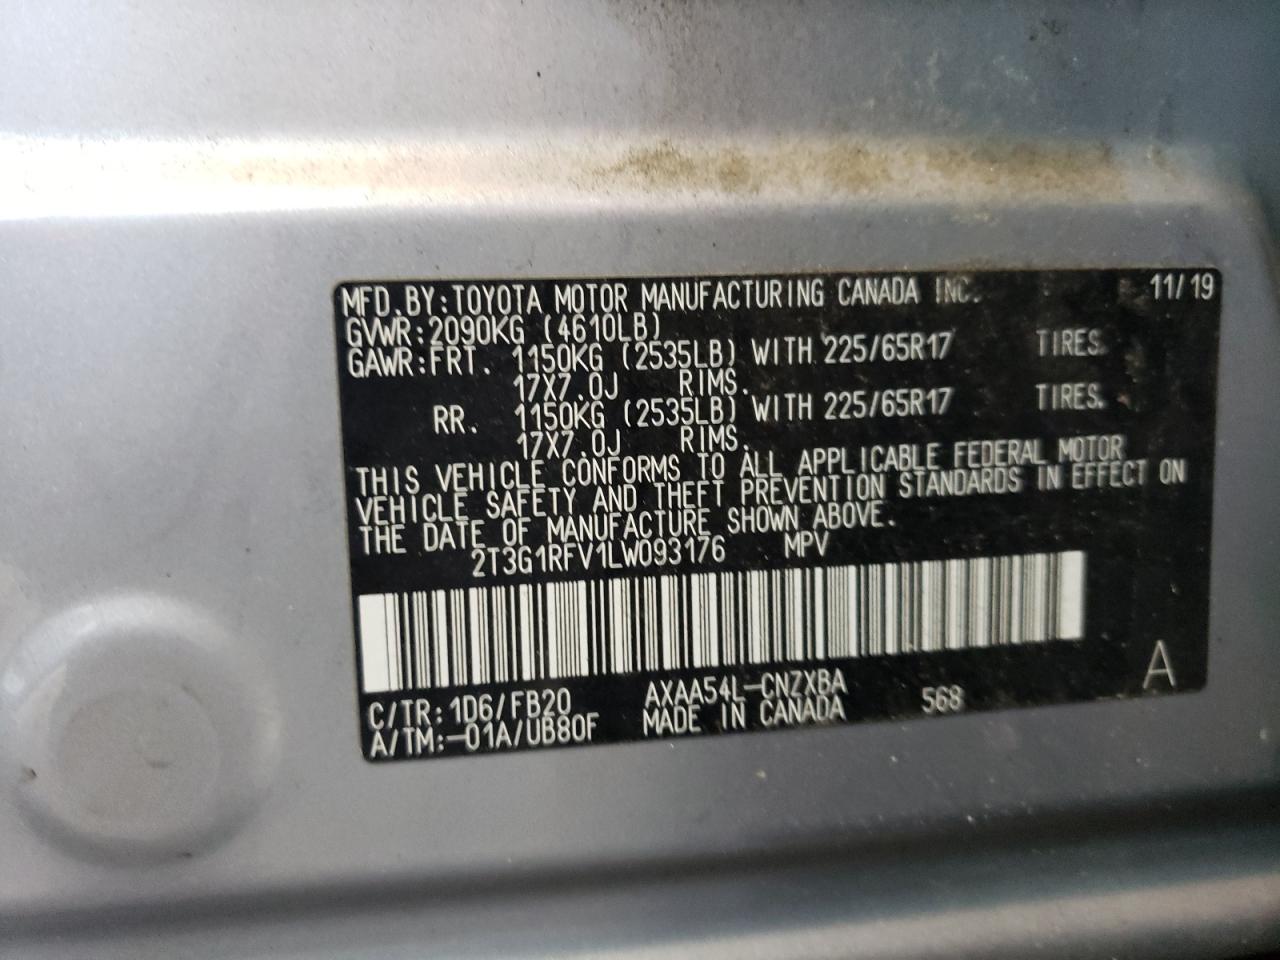 MFD.BY:TOYOTA MOTOR MANUFACTURING CANADA INC. 11/19
GVWR:2090KG (4610LB)
GAWR:FRT. 1150KG (2535LB) WITH 225/65R17 TIRES.
17X7.0J RIMS.
RR. 1150KG (2535LB) WITH 225/65R17 TIRES.
17X7.0J RIMS.
THIS VEHICLE CONFORMS TO ALL APPLICABLE FEDERAL MOTOR
VEHICLE SAFETY AND THEFT PREVENTION STANDARDS IN EFFECT ON
THE DATE OF MANUFACTURE SHOWN ABOVE.
2T3G1RFV1LW093176 MPV
C/TR:1D6/FB20 AXAA54L-CNZXBA 568 A
A/TM:-01A/UB80F MADE IN CANADA